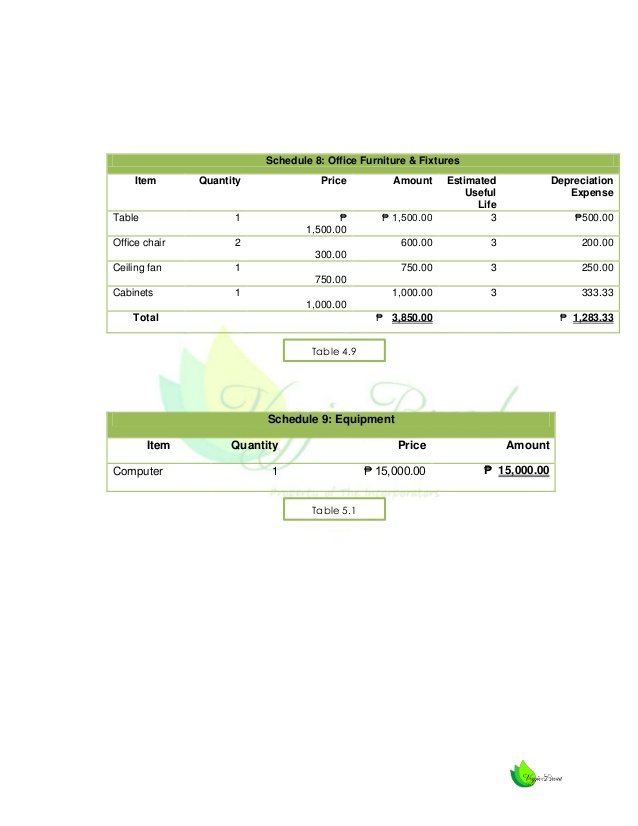 Schedule 8: Office Furniture & Fixtures
Item Quantity Price Amount Estimated Useful Life Depreciation Expense
Table 1 ₱ 1,500.00 ₱ 1,500.00 3 ₱500.00
Office chair 2 300.00 600.00 3 200.00
Ceiling fan 1 750.00 750.00 3 250.00
Cabinets 1 1,000.00 1,000.00 3 333.33
Total ₱ 3,850.00 ₱ 1,283.33
Table 4.9
Schedule 9: Equipment
Item Quantity Price Amount
Computer 1 ₱ 15,000.00 ₱ 15,000.00
Property of The Incorporators
Table 5.1